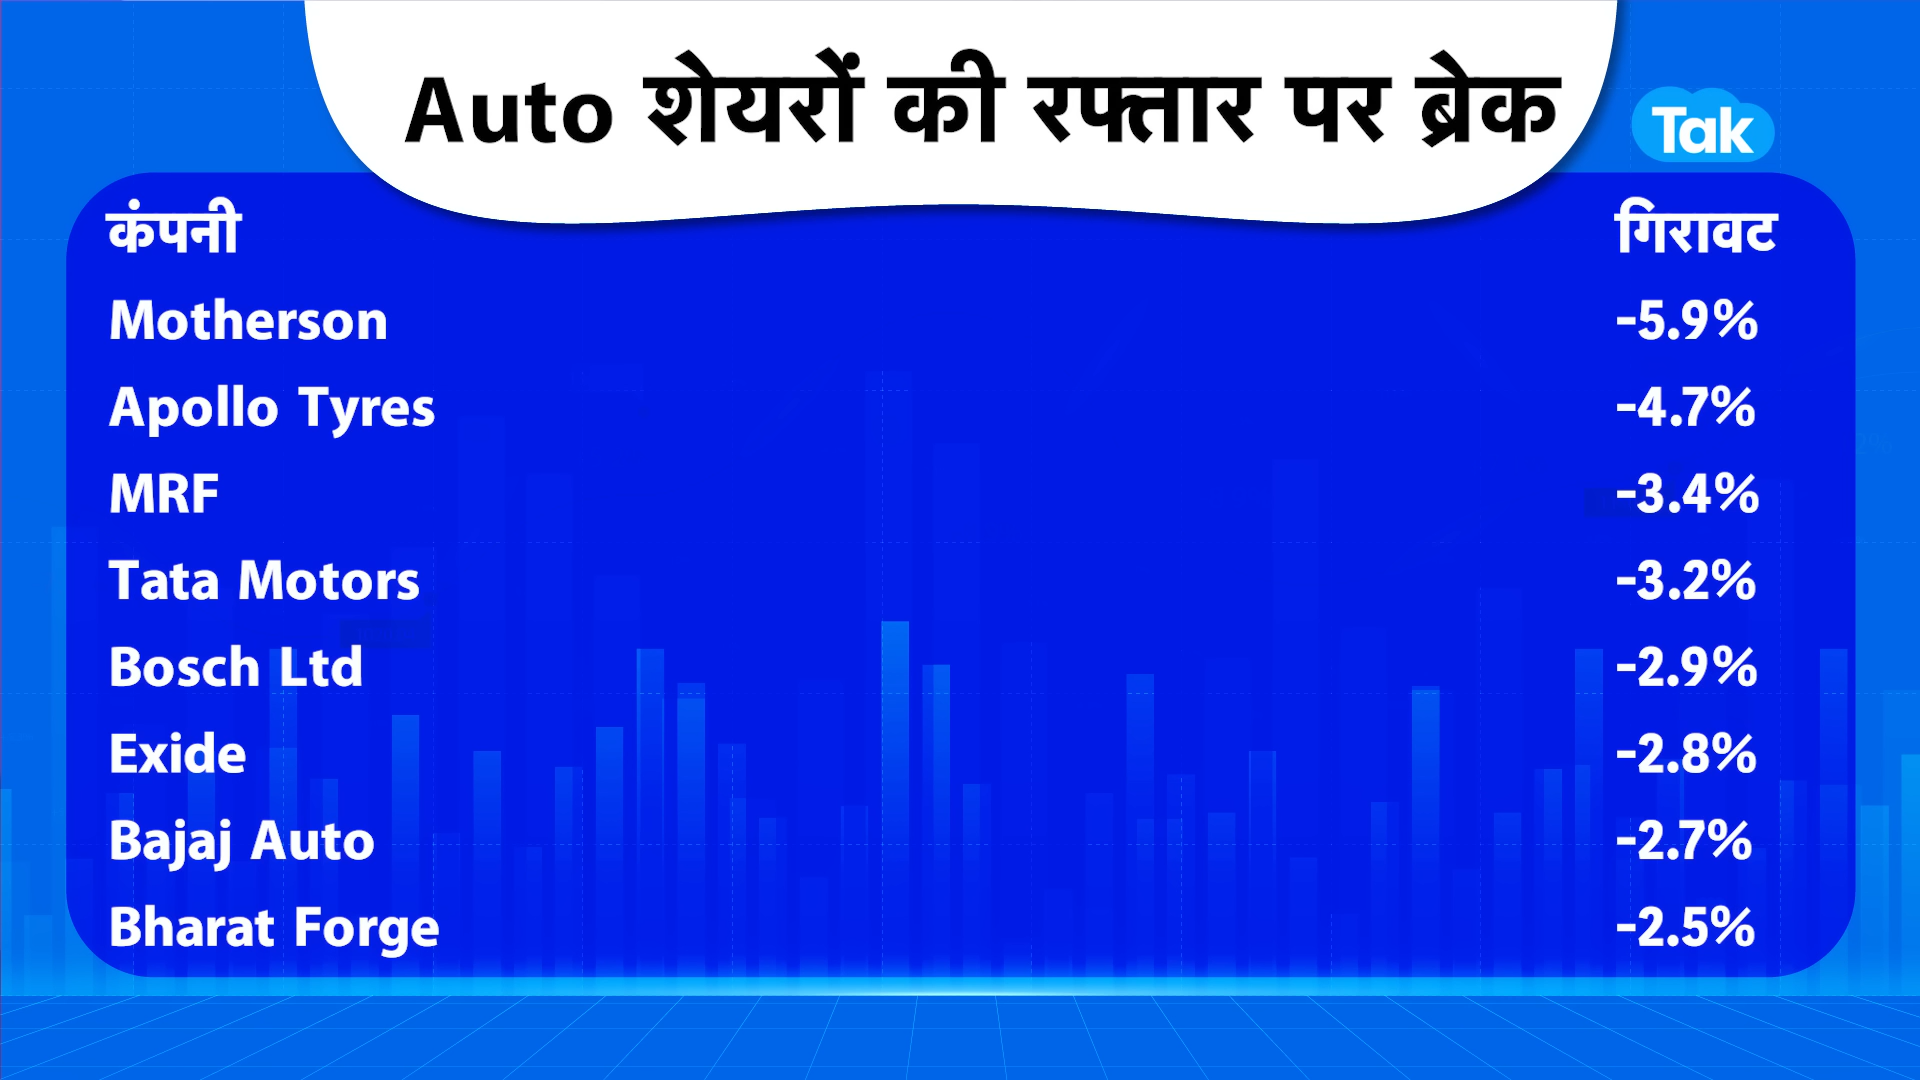 Auto शेयरों की रफ्तार पर ब्रेक
Tak
कंपनी गिरावट
Motherson -5.9%
Apollo Tyres -4.7%
MRF -3.4%
Tata Motors -3.2%
Bosch Ltd -2.9%
Exide -2.8%
Bajaj Auto -2.7%
Bharat Forge -2.5%